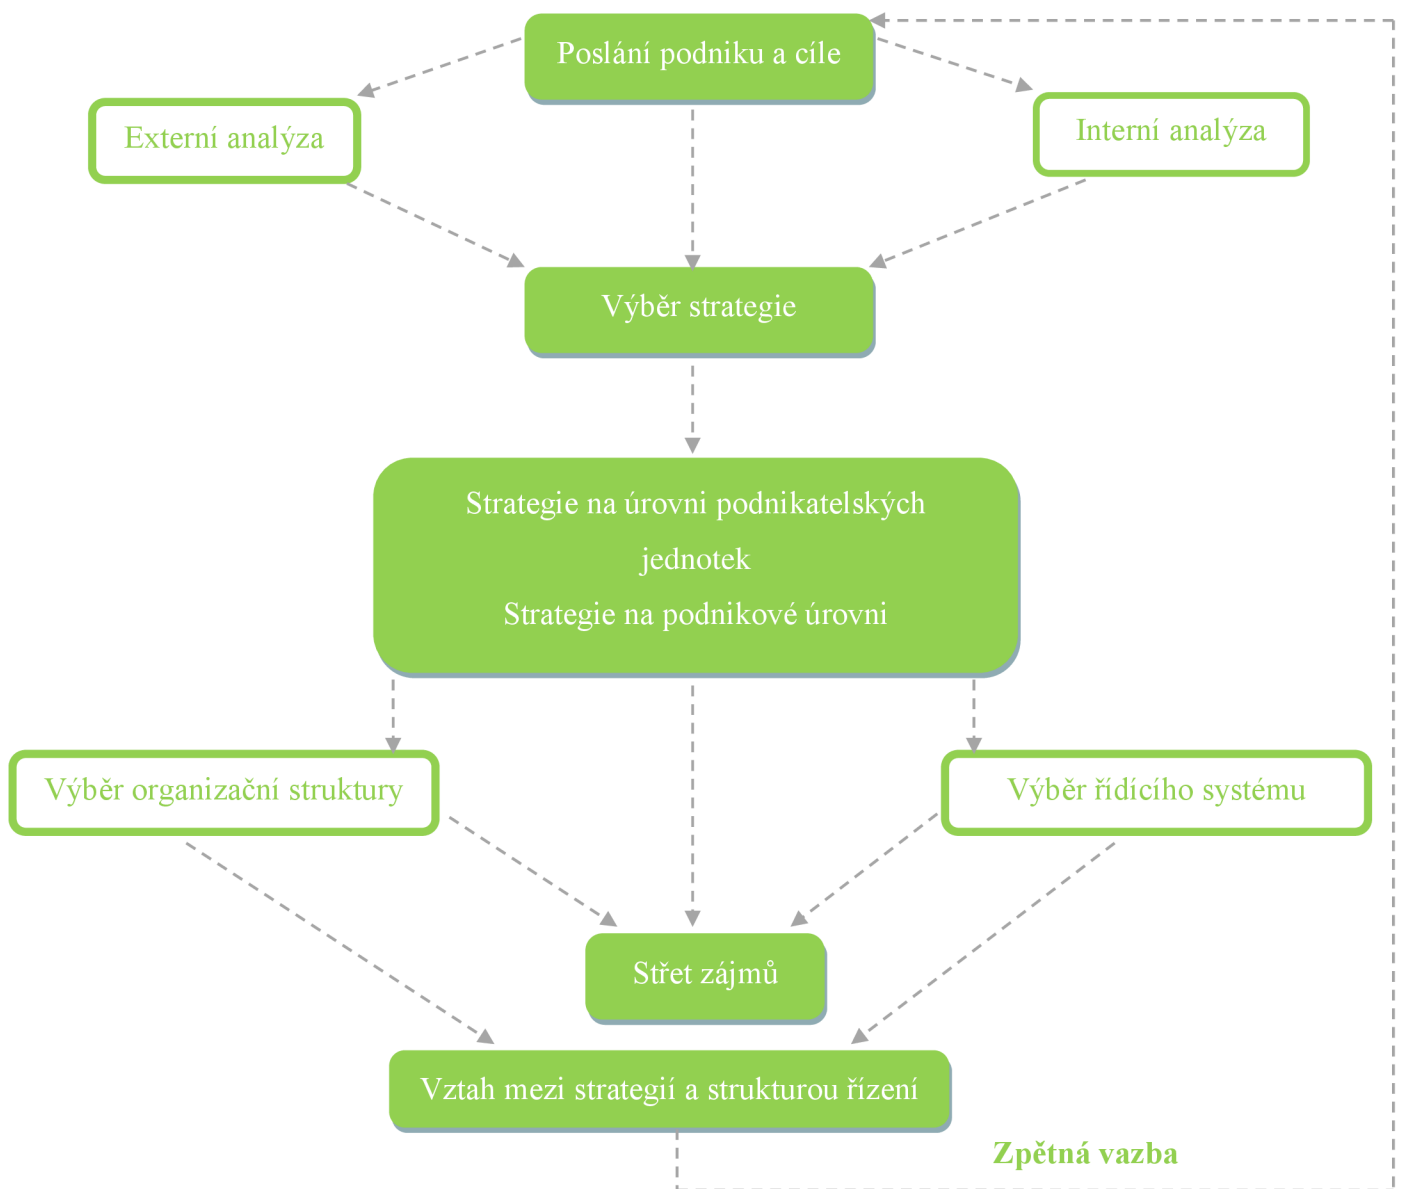 Poslání podniku a cíle
Externí analýza
Interní analýza
Výběr strategie
Strategie na úrovni podnikatelských
jednotek
Strategie na podnikové úrovni
Výběr organizační struktury
Výběr řídícího systému
Střet zájmů
Vztah mezi strategií a strukturou řízení
Zpětná vazba